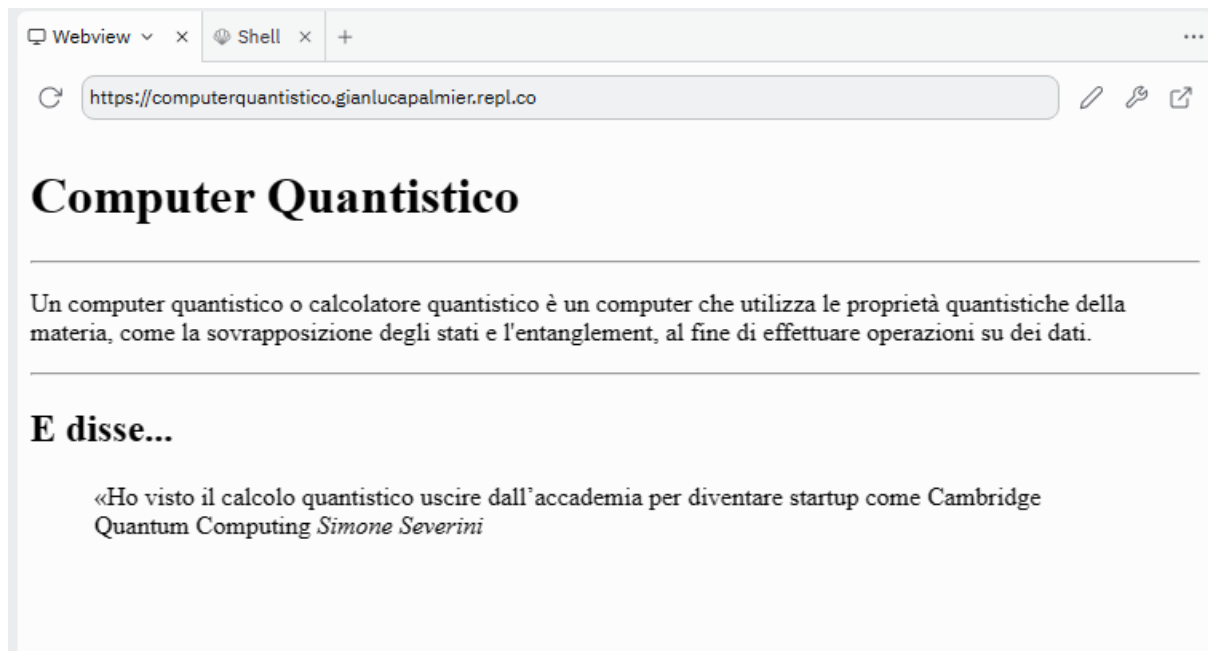 Webview Shell
https://computerquantistico.gianlucapalmier.repl.co
Computer Quantistico
Un computer quantistico o calcolatore quantistico è un computer che utilizza le proprietà quantistiche della
materia, come la sovrapposizione degli stati e l'entanglement, al fine di effettuare operazioni su dei dati.
E disse...
«Ho visto il calcolo quantistico uscire dall’accademia per diventare startup come Cambridge
Quantum Computing Simone Severini